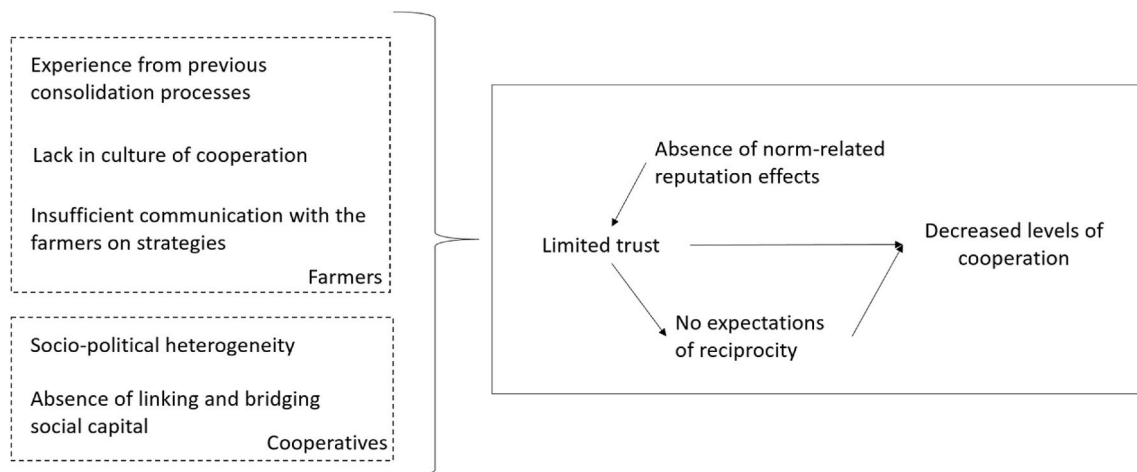 Experience from previous
consolidation processes
Lack in culture of cooperation
Insufficient communication with the
farmers on strategies
Farmers
Socio-political heterogeneity
Absence of linking and bridging
social capital
Cooperatives
Absence of norm-related
reputation effects
Limited trust
Decreased levels of
cooperation
No expectations
of reciprocity